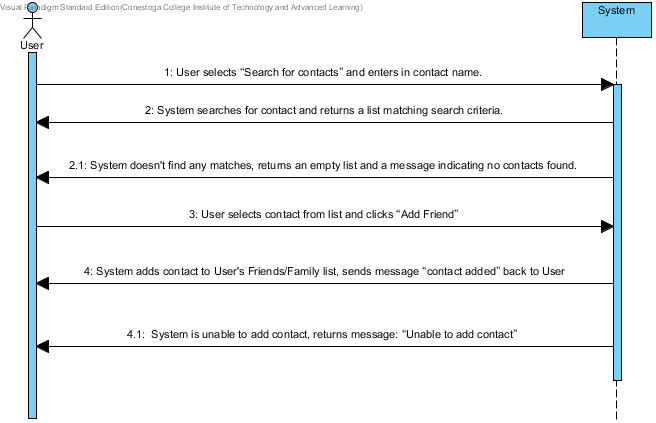 Visual Paradigm Standard Edition(Conestoga College Institute of Technology and Advanced Learning)
System
User
1: User selects “Search for contacts” and enters in contact name.
2: System searches for contact and returns a list matching search criteria.
2.1: System doesn't find any matches, returns an empty list and a message indicating no contacts found.
3: User selects contact from list and clicks “Add Friend”
4: System adds contact to User's Friends/Family list, sends message “contact added” back to User
4.1:  System is unable to add contact, returns message: “Unable to add contact”